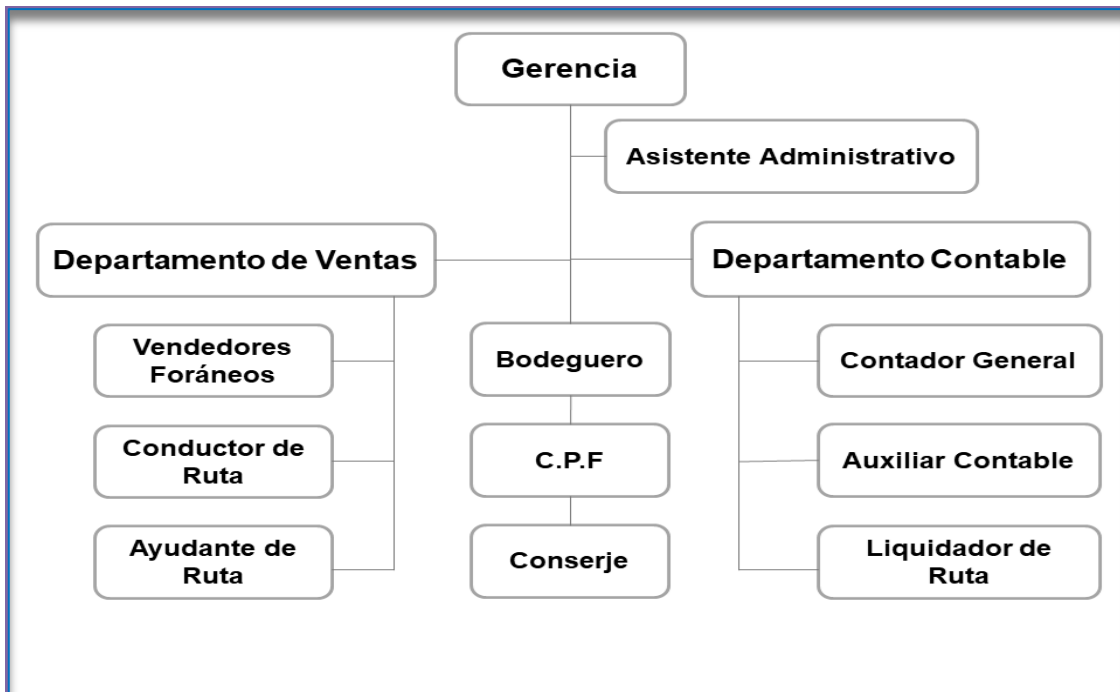 Gerencia
Asistente Administrativo
Departamento de Ventas
Departamento Contable
Vendedores
Foráneos
Bodeguero
Contador General
Conductor de
Ruta
C.P.F
Auxiliar Contable
Ayudante de
Ruta
Conserje
Liquidador de
Ruta